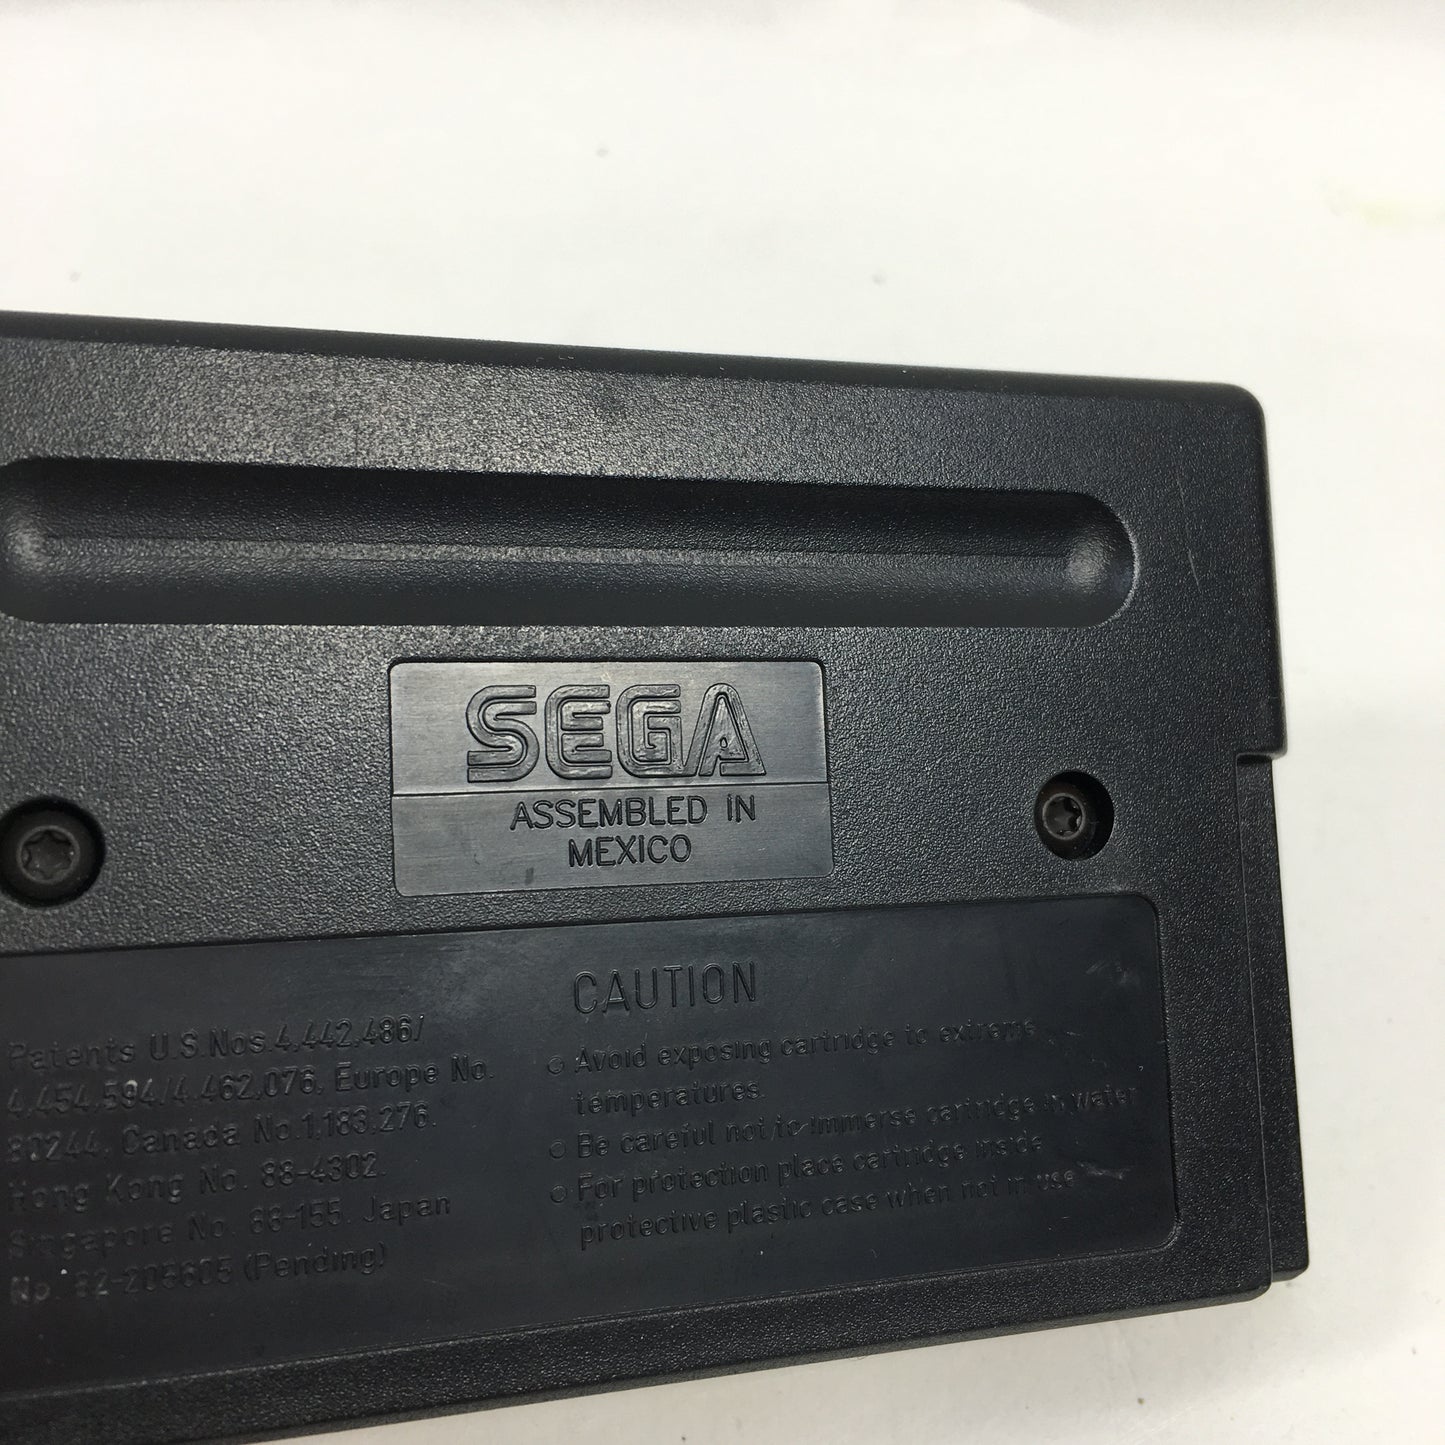 SEGA
ASSEMBLED IN
MEXICO
Patents U.S.Nos.4,442,486/
4,454,594/4,462,076, Europe No.
80244, Canada No.1,183,276.
Hong Kong No. 88-4302.
Singapore No. 88-155. Japan
No. 82-205605 (Pending)
CAUTION
○ Avoid exposing cartridge to extreme
temperatures.
○ Be careful not to immerse cartridge in water
○ For protection place cartridge inside
protective plastic case when not in use